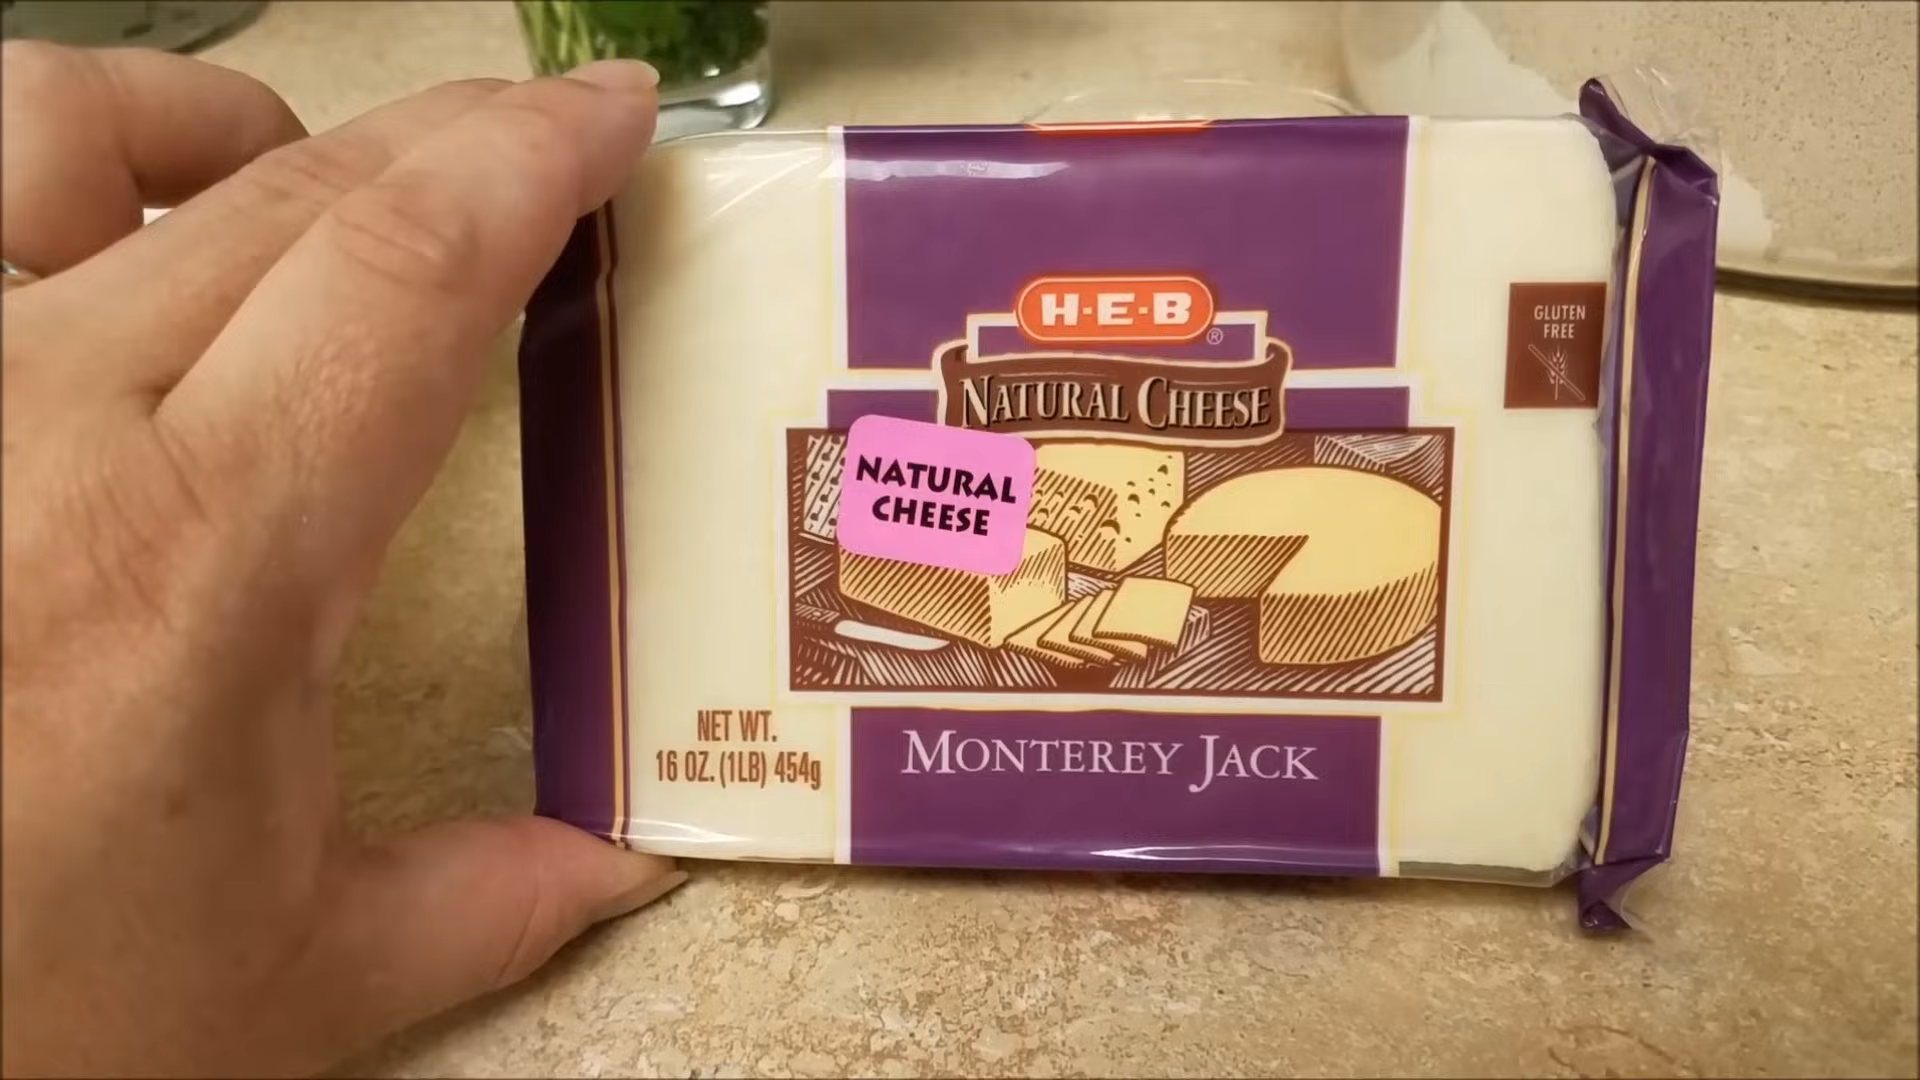 H-E-B®
NATURAL CHEESE
GLUTEN
FREE
NATURAL
CHEESE
NET WT.
16 OZ. (1LB) 454g
MONTEREY JACK